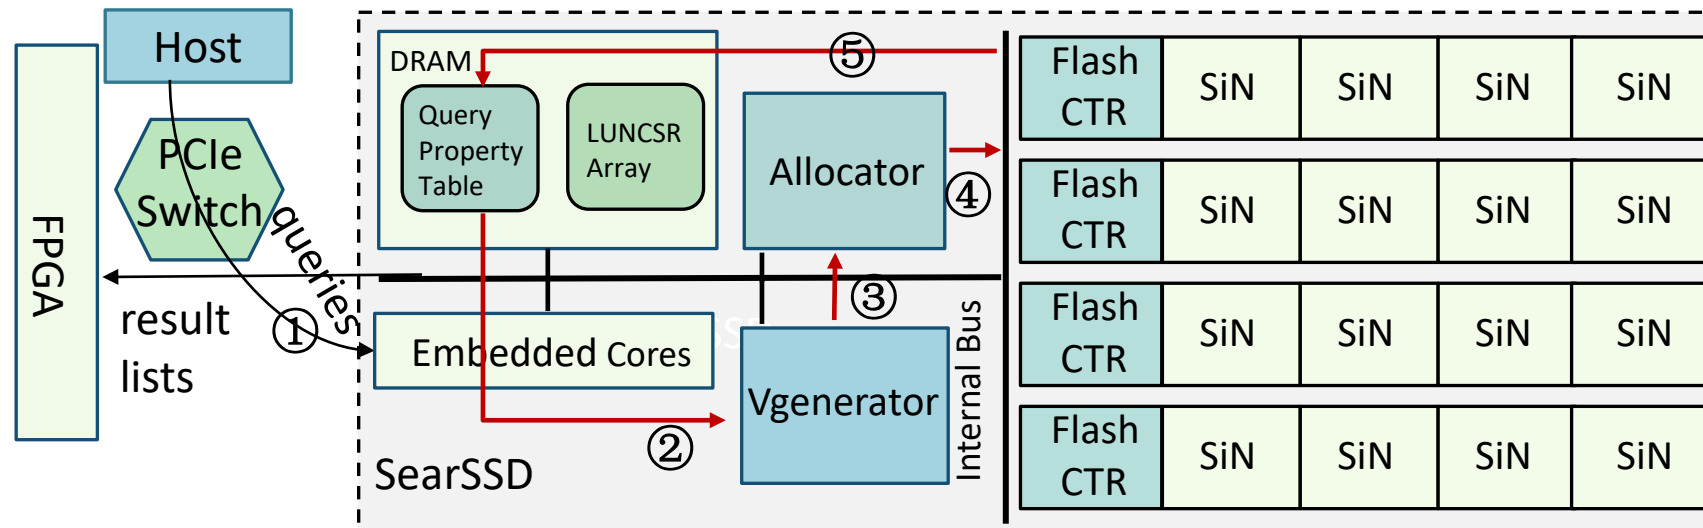 Host
PCIe
Switch
FPGA
queries
①
result
lists
DRAM
Query
Property
Table
LUNCSR
Array
⑤
Allocator
④
③
Embedded Cores
②
Vgenerator
Internal Bus
SearSSD
Flash
CTR
SiN
SiN
SiN
SiN
Flash
CTR
SiN
SiN
SiN
SiN
Flash
CTR
SiN
SiN
SiN
SiN
Flash
CTR
SiN
SiN
SiN
SiN